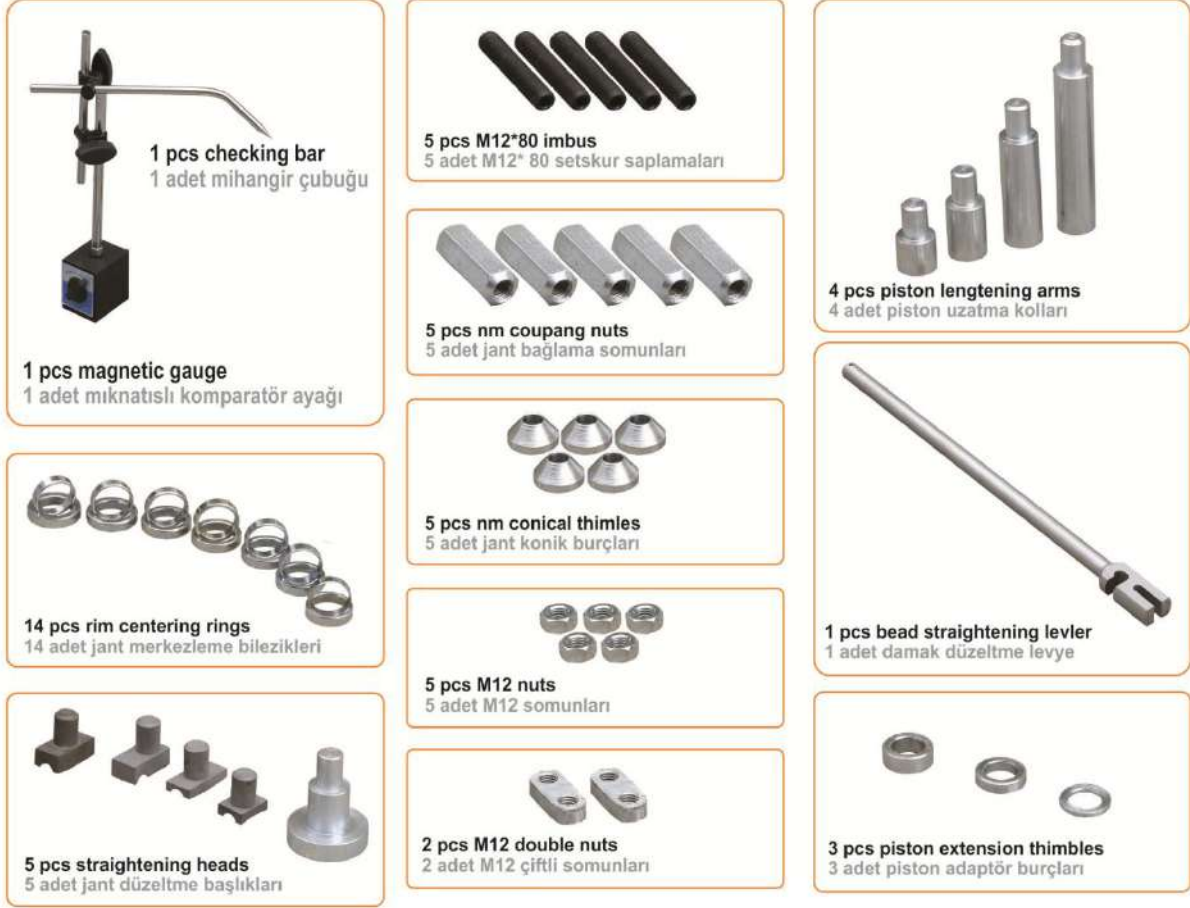 1 pcs checking bar
1 adet mihangir çubuğu
1 pcs magnetic gauge
1 adet mıknatıslı komparatör ayağı
14 pcs rim centering rings
14 adet jant merkezleme bilezikleri
5 pcs straightening heads
5 adet jant düzeltme başlıkları
5 pcs M12*80 imbus
5 adet M12* 80 setskur saplamaları
5 pcs nm coupang nuts
5 adet jant bağlama somunları
5 pcs nm conical thimles
5 adet jant konik burçları
5 pcs M12 nuts
5 adet M12 somunları
2 pcs M12 double nuts
2 adet M12 çiftli somunları
4 pcs piston lengtening arms
4 adet piston uzatma kolları
1 pcs bead straightening levler
1 adet damak düzeltme levye
3 pcs piston extension thimbles
3 adet piston adaptör burçları